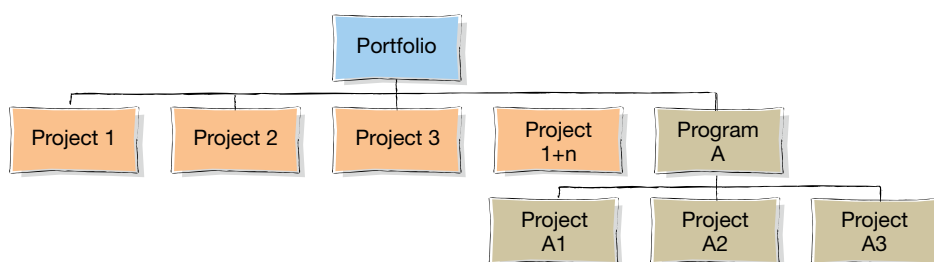 Portfolio
Project 1
Project 2
Project 3
Project
1+n
Program
A
Project
A1
Project
A2
Project
A3